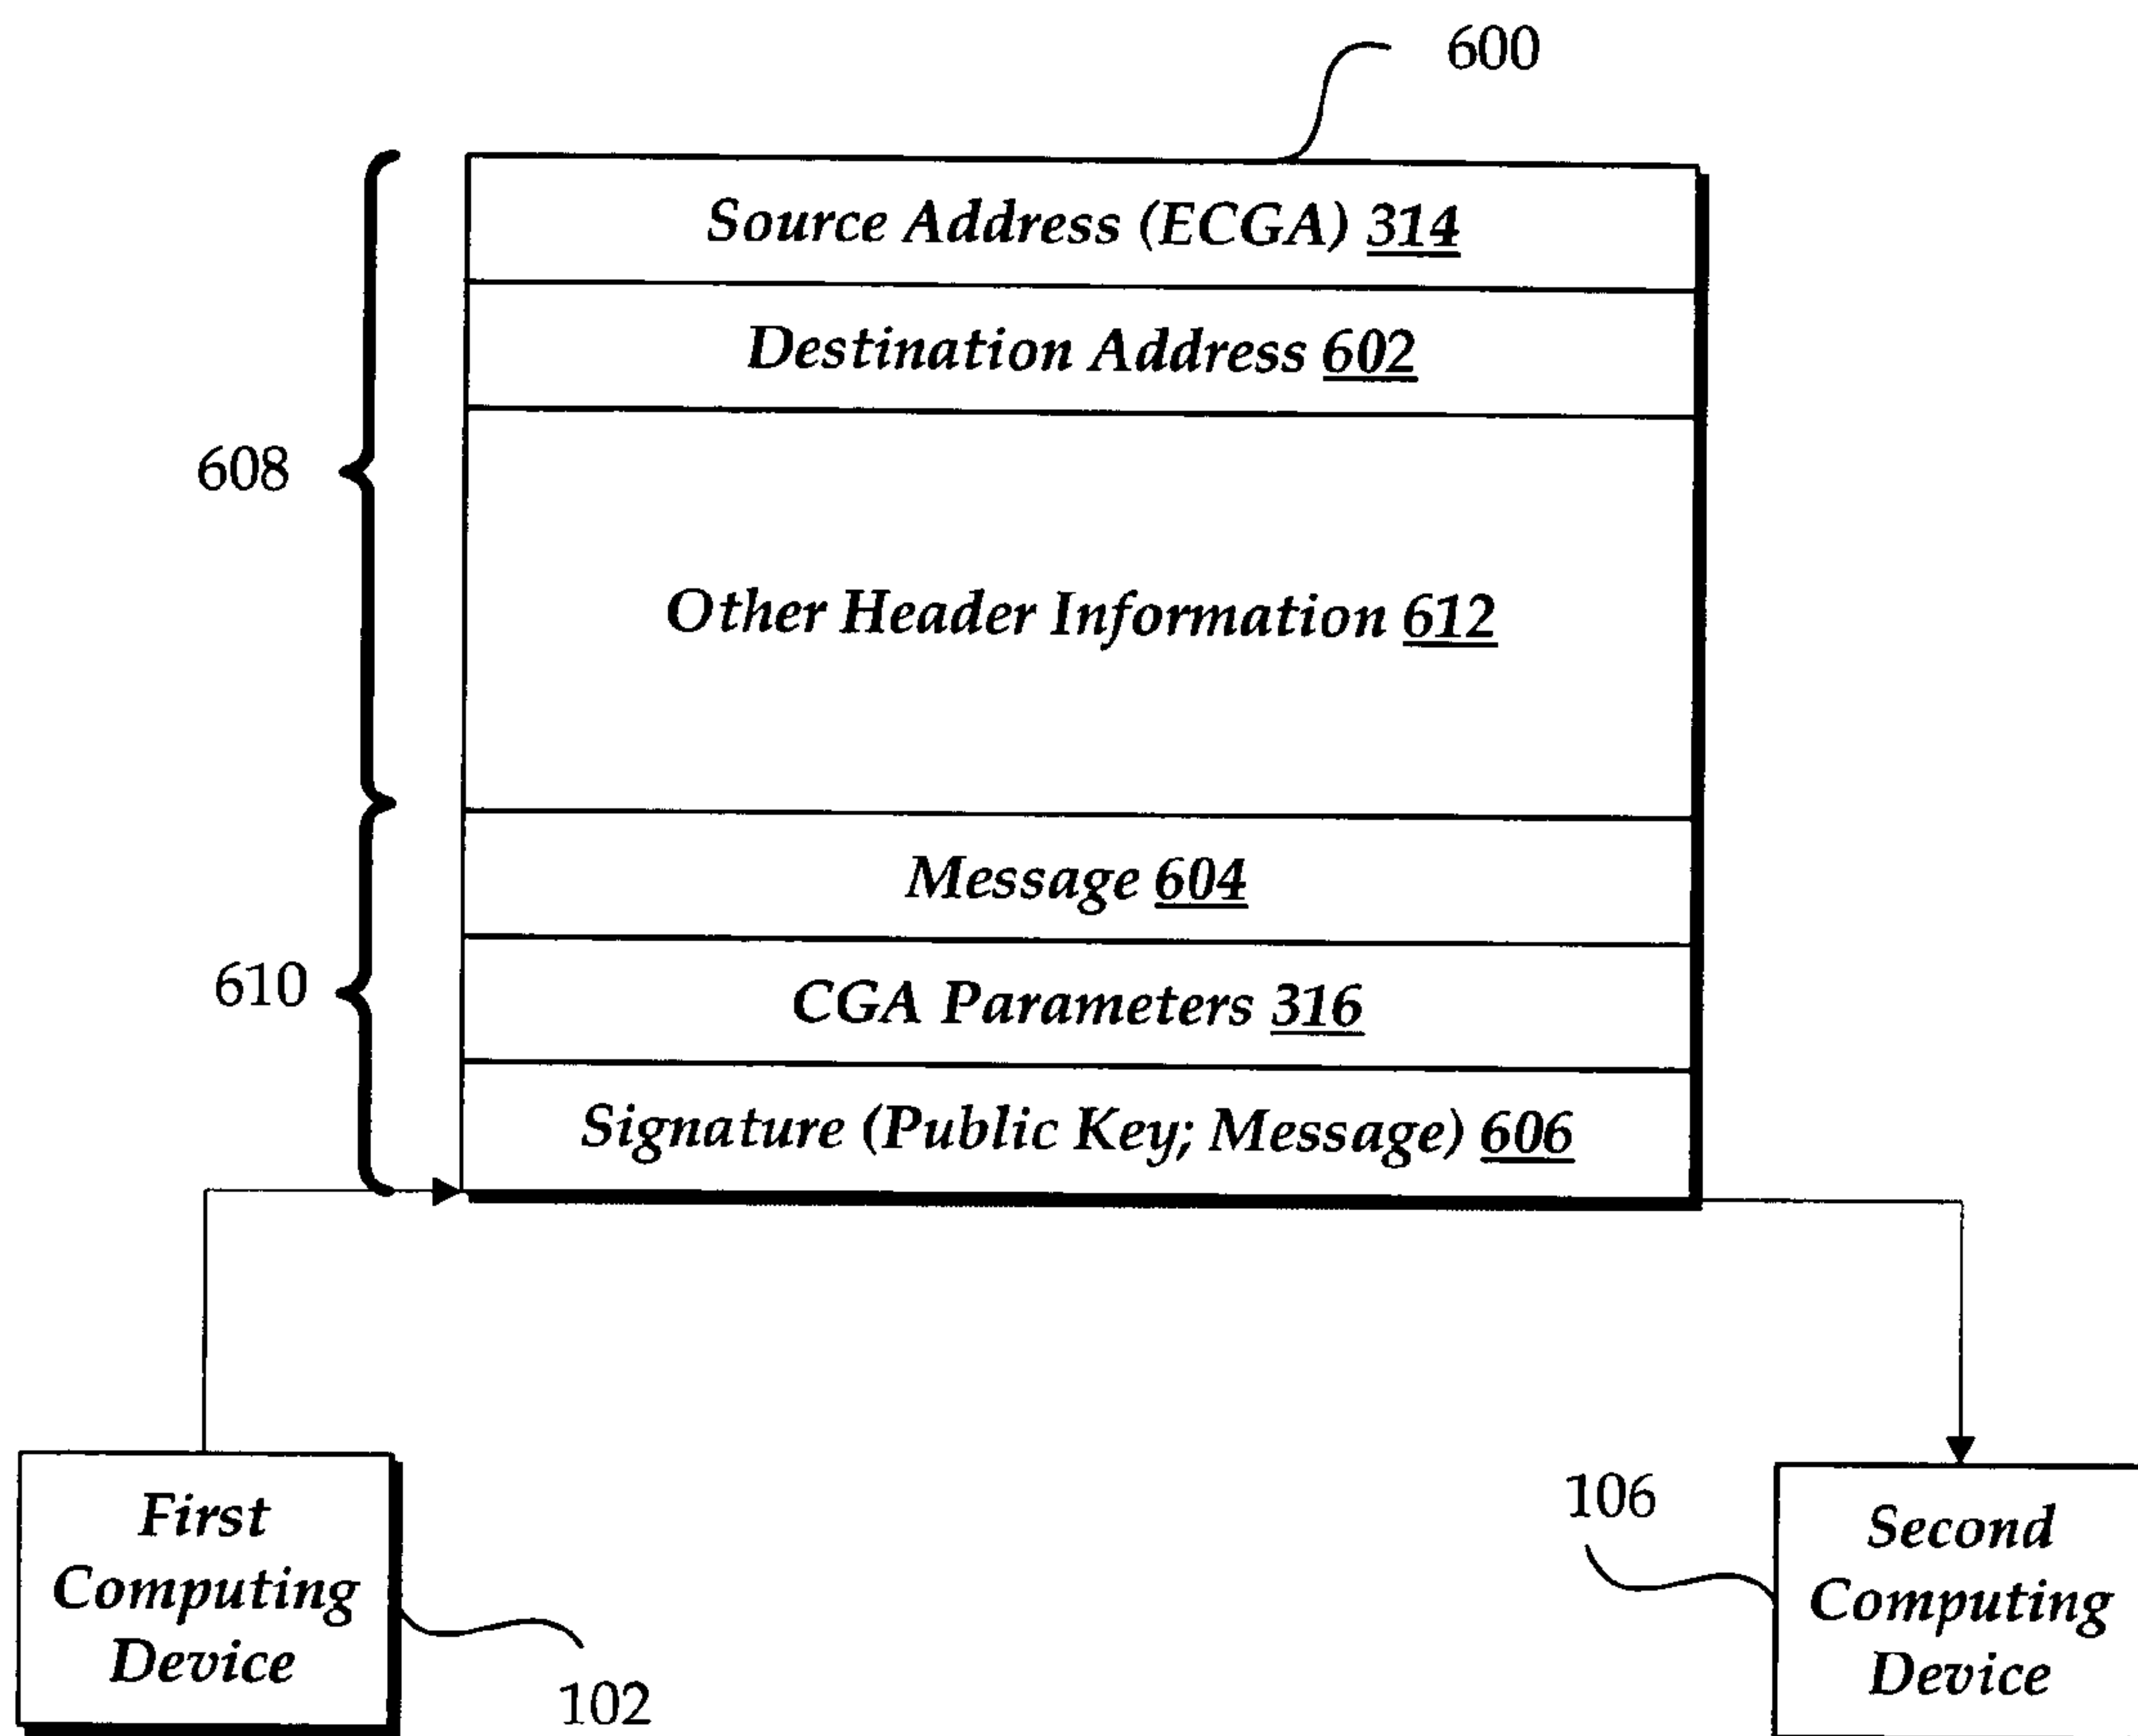 600
Source Address (ECGA) 314
Destination Address 602
608
Other Header Information 612
Message 604
610
CGA Parameters 316
Signature (Public Key; Message) 606
First
Computing
Device
102
106
Second
Computing
Device